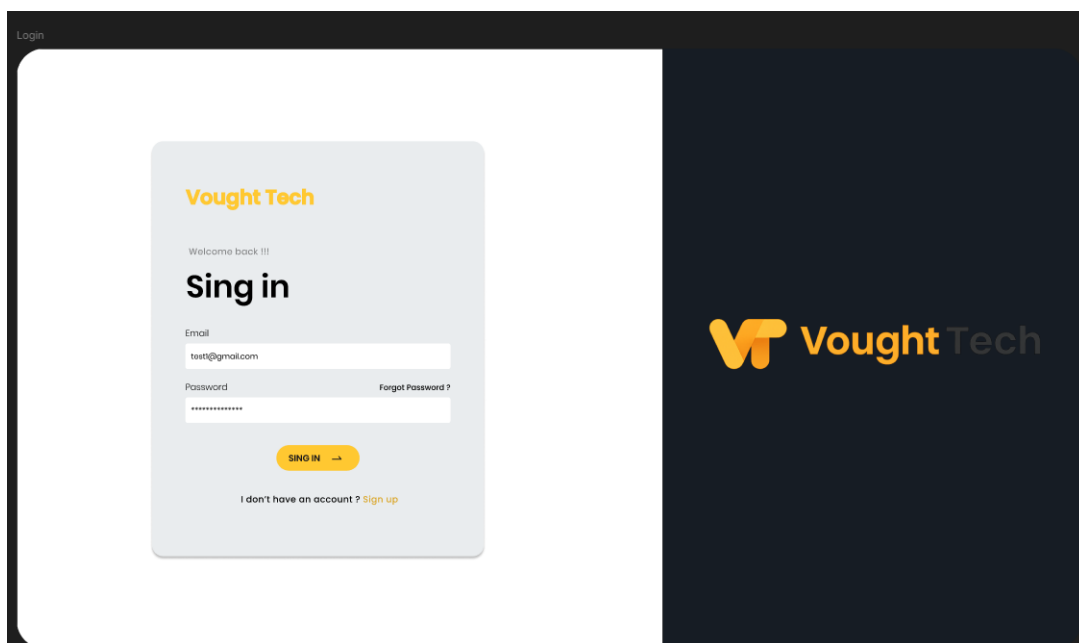 Login
Vought Tech
Welcome back !!!
Sing in
Email
test1@gmail.com
Password
Forgot Password ?
**************
SING IN
I don't have an account ? Sign up
Vought Tech